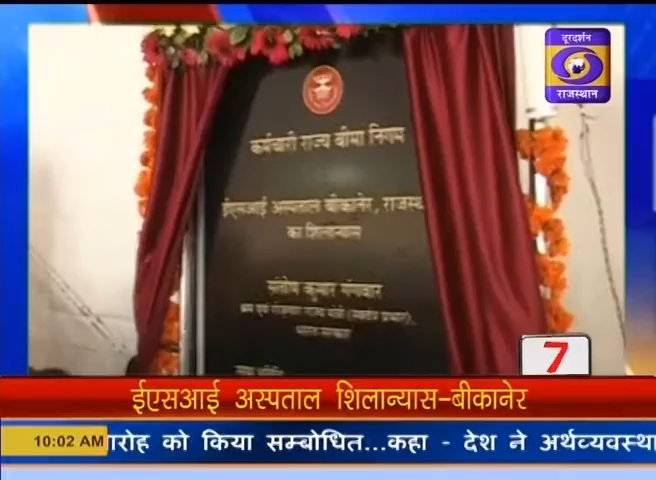 दूरदर्शन
राजस्थान
कर्मचारी राज्य बीमा निगम
ईएसआई अस्पताल बीकानेर, राजस्थ
का शिलान्यास
संतोष कुमार गंगवार
7
ईएसआई अस्पताल शिलान्यास-बीकानेर
10:02 AM
ारोह को किया सम्बोधित...कहा - देश ने अर्थव्यवस्था